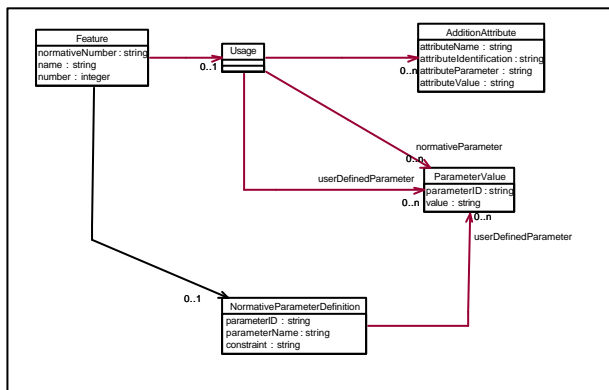 Feature
normativeNumber : string
name : string
number : integer
0..1
Usage
AdditionAttribute
attributeName : string
attributeIdentification : string
attributeParameter : string
attributeValue : string
0..n
normativeParameter
0..n
userDefinedParameter
0..n
ParameterValue
parameterID : string
value : string
0..n
userDefinedParameter
0..1
NormativeParameterDefinition
parameterID : string
parameterName : string
constraint : string